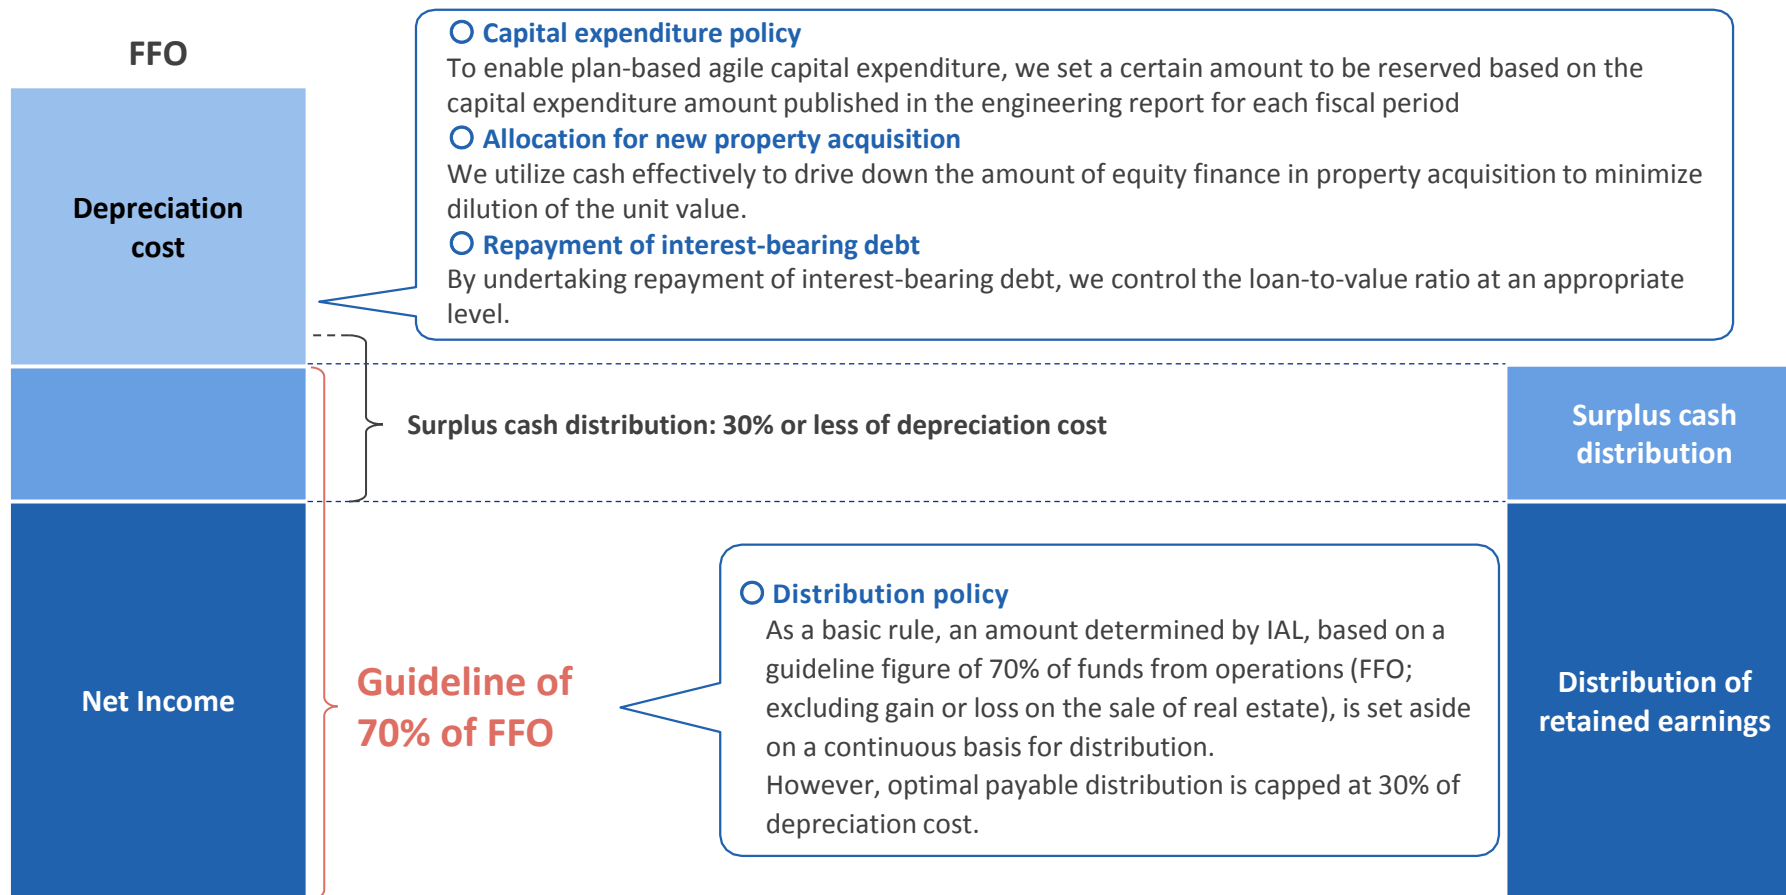 FFO
Depreciation
cost
Net Income
○ Capital expenditure policy
To enable plan-based agile capital expenditure, we set a certain amount to be reserved based on the
capital expenditure amount published in the engineering report for each fiscal period
○ Allocation for new property acquisition
We utilize cash effectively to drive down the amount of equity finance in property acquisition to minimize
dilution of the unit value.
○ Repayment of interest-bearing debt
By undertaking repayment of interest-bearing debt, we control the loan-to-value ratio at an appropriate
level.
Surplus cash distribution: 30% or less of depreciation cost
Surplus cash
distribution
Guideline of
70% of FFO
○ Distribution policy
As a basic rule, an amount determined by IAL, based on a
guideline figure of 70% of funds from operations (FFO;
excluding gain or loss on the sale of real estate), is set aside
on a continuous basis for distribution.
However, optimal payable distribution is capped at 30% of
depreciation cost.
Distribution of
retained earnings